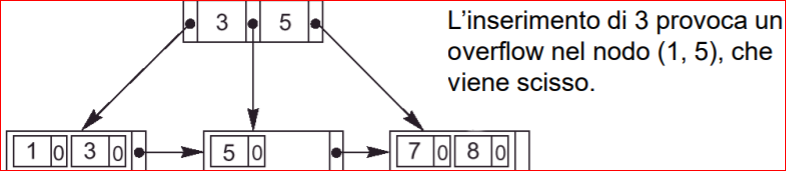 3 5
L'inserimento di 3 provoca un
overflow nel nodo (1, 5), che
viene scisso.
1 0 3 0 5 0 7 0 8 0